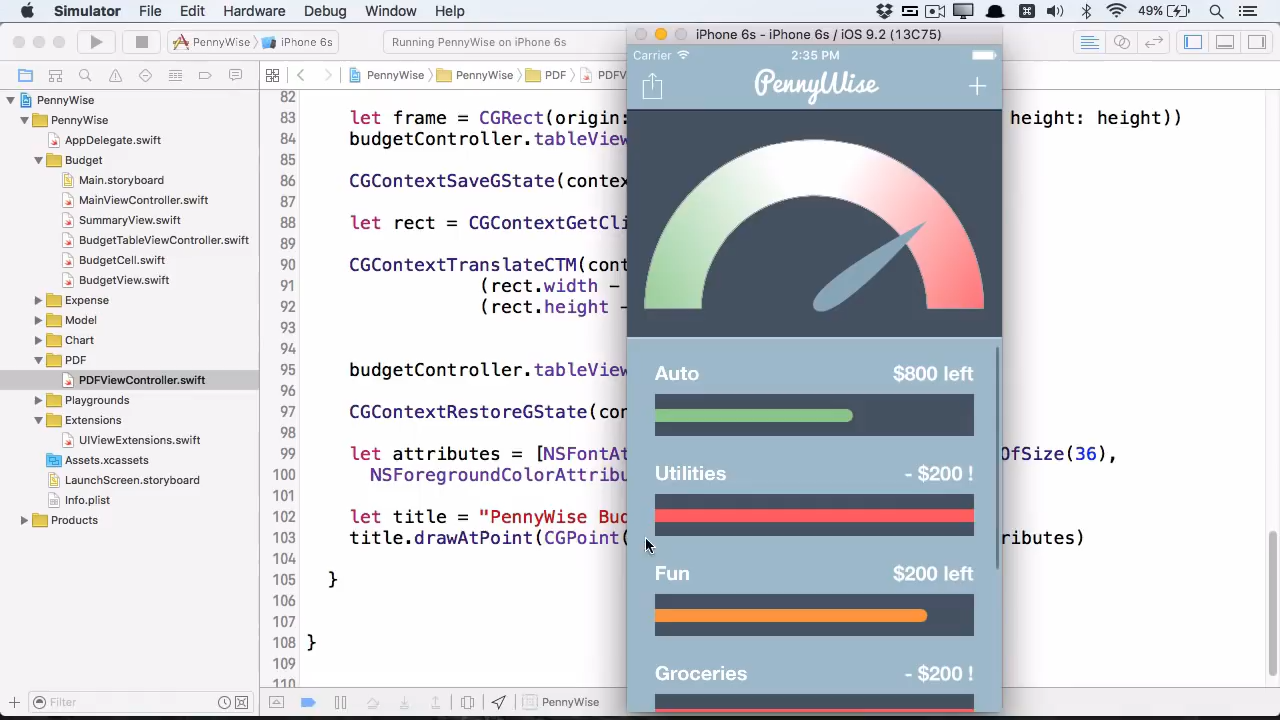 Simulator File Edit Hardware Debug Window Help 49%
PennyWise iPhone 6s Running PennyWise on iPhone 6s
iPhone 6s - iPhone 6s / iOS 9.2 (13C75)
PennyWise PennyWise PDF PDFV
PennyWise
PennyWise
AppDelegate.swift
Budget
Main.storyboard
MainViewController.swift
SummaryView.swift
BudgetTableViewController.swift
BudgetCell.swift
BudgetView.swift
Expense
Model
Chart
PDF
PDFViewController.swift
Playgrounds
Extensions
UIViewExtensions.swift
Assets.xcassets
LaunchScreen.storyboard
Info.plist
Products
Filter
82
83 let frame = CGRect(origin: height: height))
84 budgetController.tableView
85
86 CGContextSaveGState(contex
87
88 let rect = CGContextGetCli
89
90 CGContextTranslateCTM(cont
91 (rect.width -
92 (rect.height -
93
94
95 budgetController.tableView
96
97 CGContextRestoreGState(con
98
99 let attributes = [NSFontAt OfSize(36),
100 NSForegroundColorAttribu
101
102 let title = "PennyWise Bud
103 title.drawAtPoint(CGPoint( ributes)
104
105 }
106
107
108 }
109
110
PennyWise
Carrier 2:35 PM
PennyWise
Auto $800 left
Utilities - $200 !
Fun $200 left
Groceries - $200 !